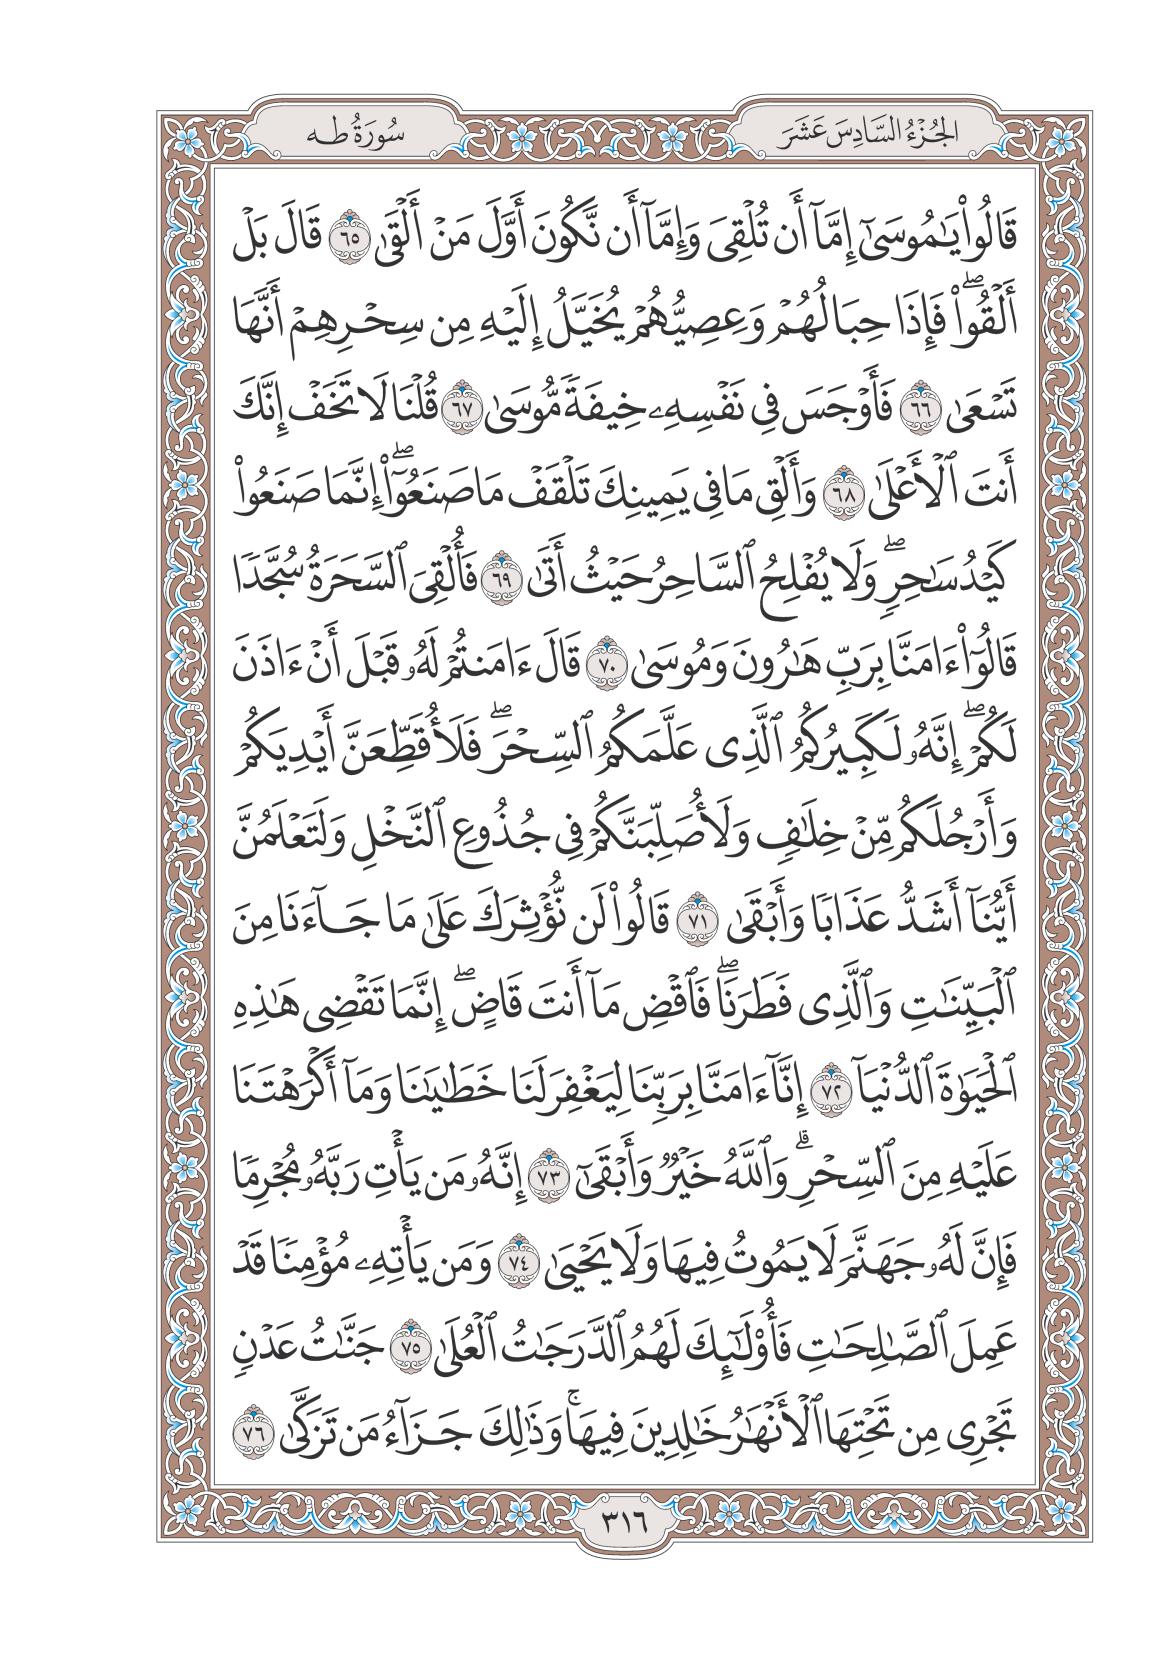 الجُزْءُ السَّادِسَ عَشَرَ
سُورَةُ طه
قَالُواْ يَٰمُوسَىٰٓ إِمَّآ أَن تُلْقِىَ وَإِمَّآ أَن نَّكُونَ أَوَّلَ مَنْ أَلْقَىٰ ٦٥ قَالَ بَلْ
أَلْقُواْۖ فَإِذَا حِبَالُهُمْ وَعِصِيُّهُمْ يُخَيَّلُ إِلَيْهِ مِن سِحْرِهِمْ أَنَّهَا
تَسْعَىٰ ٦٦ فَأَوْجَسَ فِى نَفْسِهِۦ خِيفَةً مُّوسَىٰ ٦٧ قُلْنَا لَا تَخَفْ إِنَّكَ
أَنتَ ٱلْأَعْلَىٰ ٦٨ وَأَلْقِ مَا فِى يَمِينِكَ تَلْقَفْ مَا صَنَعُوٓاْۖ إِنَّمَا صَنَعُواْ
كَيْدُ سَٰحِرٍۖ وَلَا يُفْلِحُ ٱلسَّاحِرُ حَيْثُ أَتَىٰ ٦٩ فَأُلْقِىَ ٱلسَّحَرَةُ سُجَّدًا
قَالُوٓاْ ءَامَنَّا بِرَبِّ هَٰرُونَ وَمُوسَىٰ ٧٠ قَالَ ءَامَنتُمْ لَهُۥ قَبْلَ أَنْ ءَاذَنَ
لَكُمْۖ إِنَّهُۥ لَكَبِيرُكُمُ ٱلَّذِى عَلَّمَكُمُ ٱلسِّحْرَۖ فَلَأُقَطِّعَنَّ أَيْدِيَكُمْ
وَأَرْجُلَكُم مِّنْ خِلَٰفٍ وَلَأُصَلِّبَنَّكُمْ فِى جُذُوعِ ٱلنَّخْلِ وَلَتَعْلَمُنَّ
أَيُّنَآ أَشَدُّ عَذَابًا وَأَبْقَىٰ ٧١ قَالُواْ لَن نُّؤْثِرَكَ عَلَىٰ مَا جَآءَنَا مِنَ
ٱلْبَيِّنَٰتِ وَٱلَّذِى فَطَرَنَاۖ فَٱقْضِ مَآ أَنتَ قَاضٍۖ إِنَّمَا تَقْضِى هَٰذِهِ
ٱلْحَيَوٰةَ ٱلدُّنْيَآ ٧٢ إِنَّآ ءَامَنَّا بِرَبِّنَا لِيَغْفِرَ لَنَا خَطَٰيَٰنَا وَمَآ أَكْرَهْتَنَا
عَلَيْهِ مِنَ ٱلسِّحْرِۗ وَٱللَّهُ خَيْرٌ وَأَبْقَىٰٓ ٧٣ إِنَّهُۥ مَن يَأْتِ رَبَّهُۥ مُجْرِمًا
فَإِنَّ لَهُۥ جَهَنَّمَ لَا يَمُوتُ فِيهَا وَلَا يَحْيَىٰ ٧٤ وَمَن يَأْتِهِۦ مُؤْمِنًا قَدْ
عَمِلَ ٱلصَّٰلِحَٰتِ فَأُوْلَٰٓئِكَ لَهُمُ ٱلدَّرَجَٰتُ ٱلْعُلَىٰ ٧٥ جَنَّٰتُ عَدْنٍ
تَجْرِى مِن تَحْتِهَا ٱلْأَنْهَٰرُ خَٰلِدِينَ فِيهَاۚ وَذَٰلِكَ جَزَآءُ مَن تَزَكَّىٰ ٧٦
٣١٦